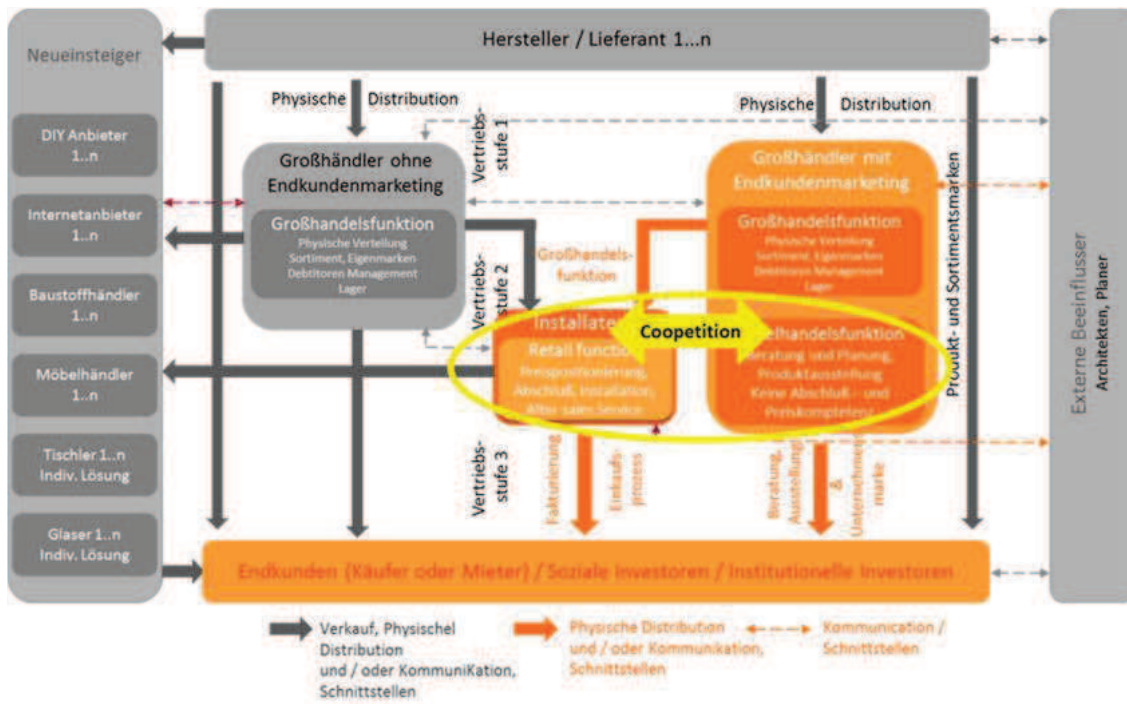 Neueinsteiger
DIY Anbieter
1..n
Internetanbieter
1..n
Baustoffhändler
1..n
Möbelhändler
1..n
Tischler 1..n
Indiv. Lösung
Glaser 1..n
Indiv. Lösung
Hersteller / Lieferant 1...n
Physische
Distribution
Physische
Distribution
Vertriebs-
stufe 1
Großhändler ohne
Endkundenmarketing
Großhandelsfunktion
Physische Verteilung
Sortiment, Eigenmarken
Debtitoren Management
Lager
Großhändler mit
Endkundenmarketing
Großhandelsfunktion
Physische Verteilung
Sortiment, Eigenmarken
Debtitoren Management
Lager
Großhandels-
funktion
Vertriebs-
stufe 2
Installate
Retail function
Preispositionierung,
Abschluß, Installation,
After sales Service
Coopetition
elhandelsfunktion
Beratung und Planung,
Produktausstellung
Keine Abschluß - und
Preiskomptetenz
Produkt- und Sortimentsmarken
Vertriebs-
stufe 3
Fakturierung
Einkaufs-
prozess
Beratung,
Ausstellung
&
Unternehmens
marke
Endkunden (Käufer oder Mieter) / Soziale Investoren / Institutionelle Investoren
Externe Beeinflusser
Architekten, Planer
Verkauf, Physischel
Distribution
und / oder KommuniKation,
Schnittstellen
Physische Distribution
und / oder Kommunikation,
Schnittstellen
Kommunication /
Schnittstellen